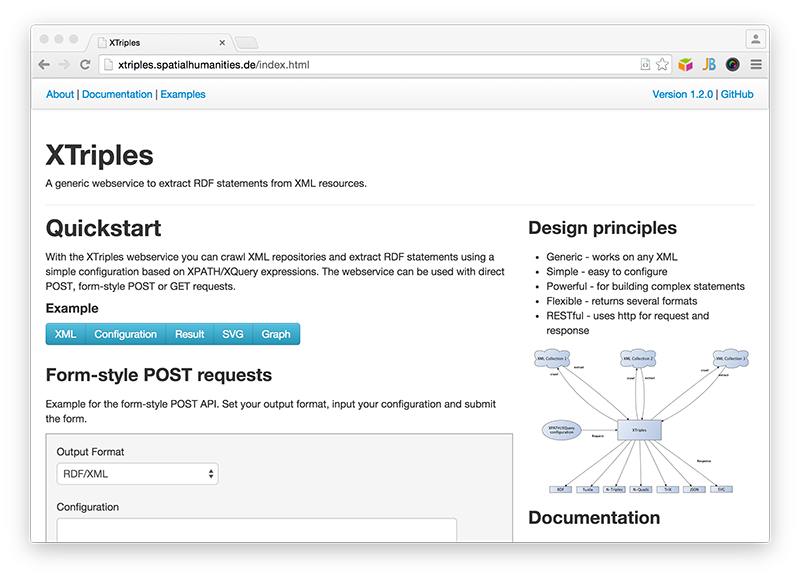 XTriples
xtriples.spatialhumanities.de/index.html
About | Documentation | Examples
Version 1.2.0 | GitHub
XTriples
A generic webservice to extract RDF statements from XML resources.
Quickstart
With the XTriples webservice you can crawl XML repositories and extract RDF statements using a
simple configuration based on XPATH/XQuery expressions. The webservice can be used with direct
POST, form-style POST or GET requests.
Example
XML Configuration Result SVG Graph
Form-style POST requests
Example for the form-style POST API. Set your output format, input your configuration and submit
the form.
Output Format
RDF/XML
Configuration
Design principles
Generic - works on any XML
Simple - easy to configure
Powerful - for building complex statements
Flexible - returns several formats
RESTful - uses http for request and
response
XML Collection 1 XML Collection 2 XML Collection 3
crawl extract crawl extract crawl extract
XPATH/XQuery
configuration
Request
XTriples
Response
RDF Turtle N-Triples N-Quads TriX JSON SVG
Documentation